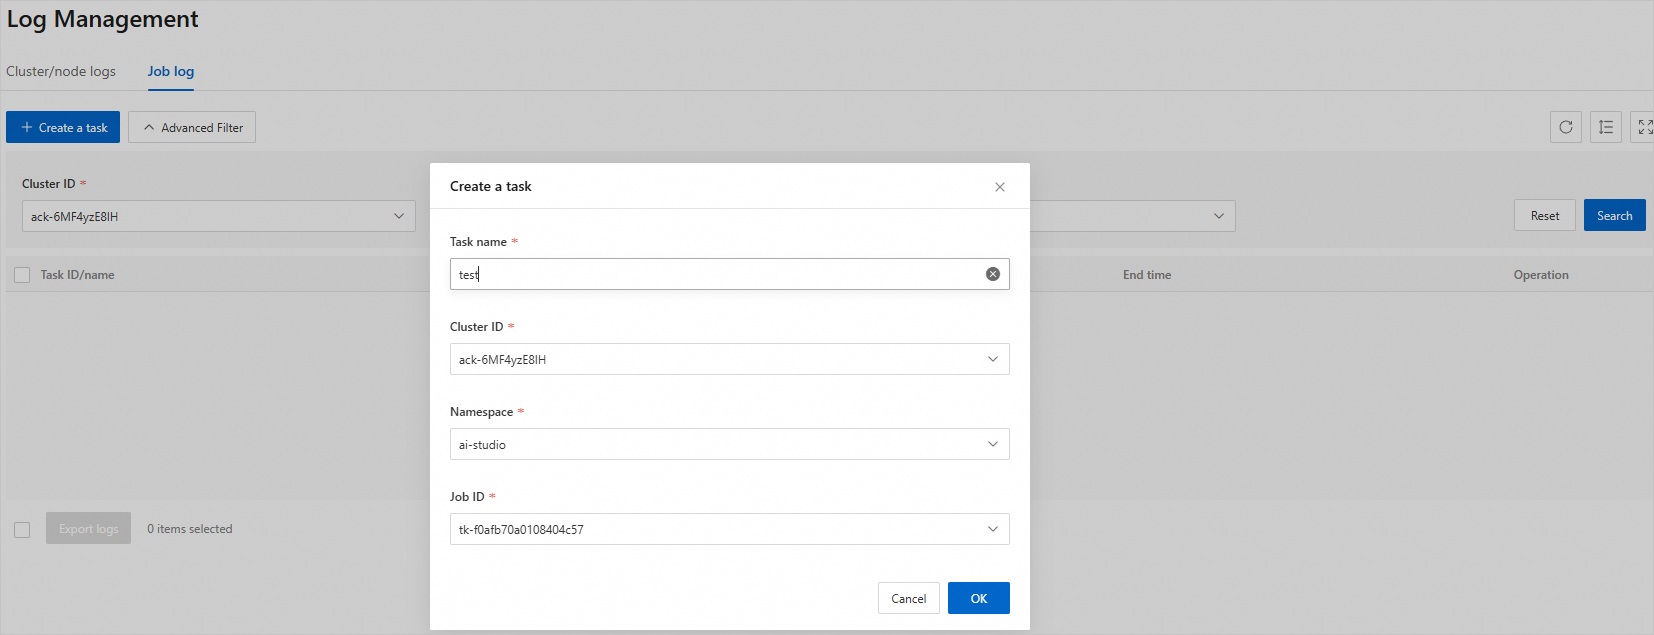 Log Management
Cluster/node logs Job log
+ Create a task Advanced Filter
Cluster ID *
ack-6MF4yzE8IH
Reset Search
Task ID/name End time Operation
Create a task
Task name *
test
Cluster ID *
ack-6MF4yzE8IH
Namespace *
ai-studio
Job ID *
tk-f0afb70a0108404c57
Cancel OK
Export logs 0 items selected